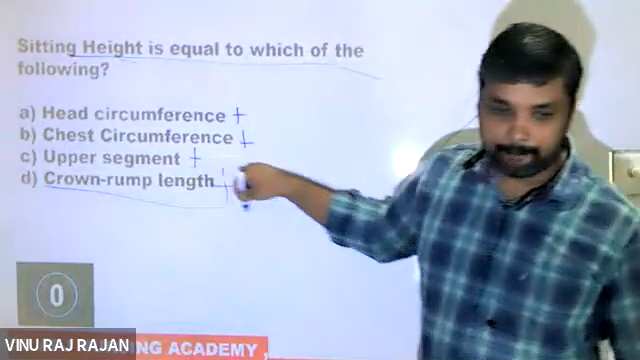 Sitting Height is equal to which of the
following?
a) Head circumference +
b) Chest Circumference +
c) Upper segment +
d) Crown-rump length +
0
VINU RAJ RAJAN
NG ACADEMY ,